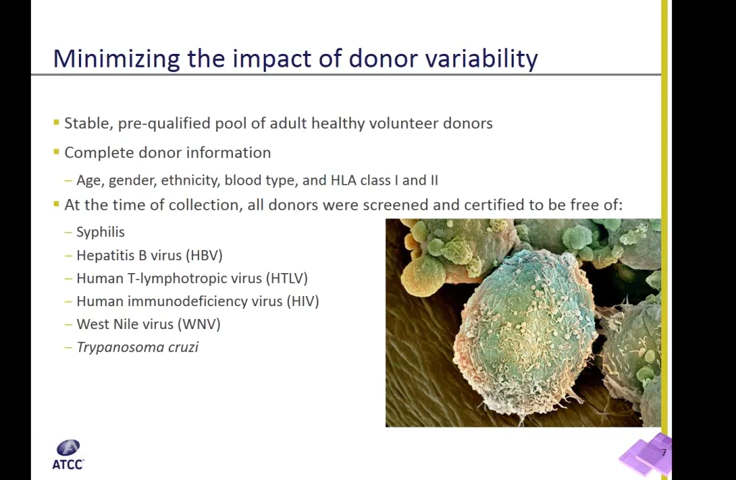 Minimizing the impact of donor variability
Stable, pre-qualified pool of adult healthy volunteer donors
Complete donor information
– Age, gender, ethnicity, blood type, and HLA class I and II
At the time of collection, all donors were screened and certified to be free of:
– Syphilis
– Hepatitis B virus (HBV)
– Human T-lymphotropic virus (HTLV)
– Human immunodeficiency virus (HIV)
– West Nile virus (WNV)
– Trypanosoma cruzi
ATCC
7